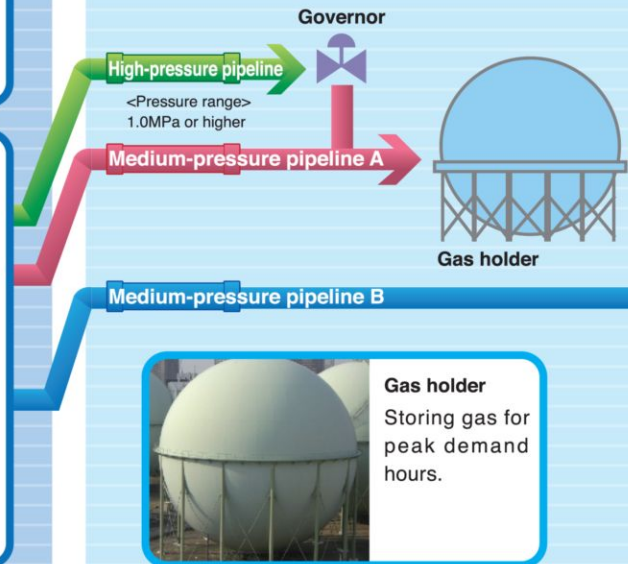 Governor
High-pressure pipeline
<Pressure range>
1.0MPa or higher
Medium-pressure pipeline A
Gas holder
Medium-pressure pipeline B
Gas holder
Storing gas for
peak demand
hours.